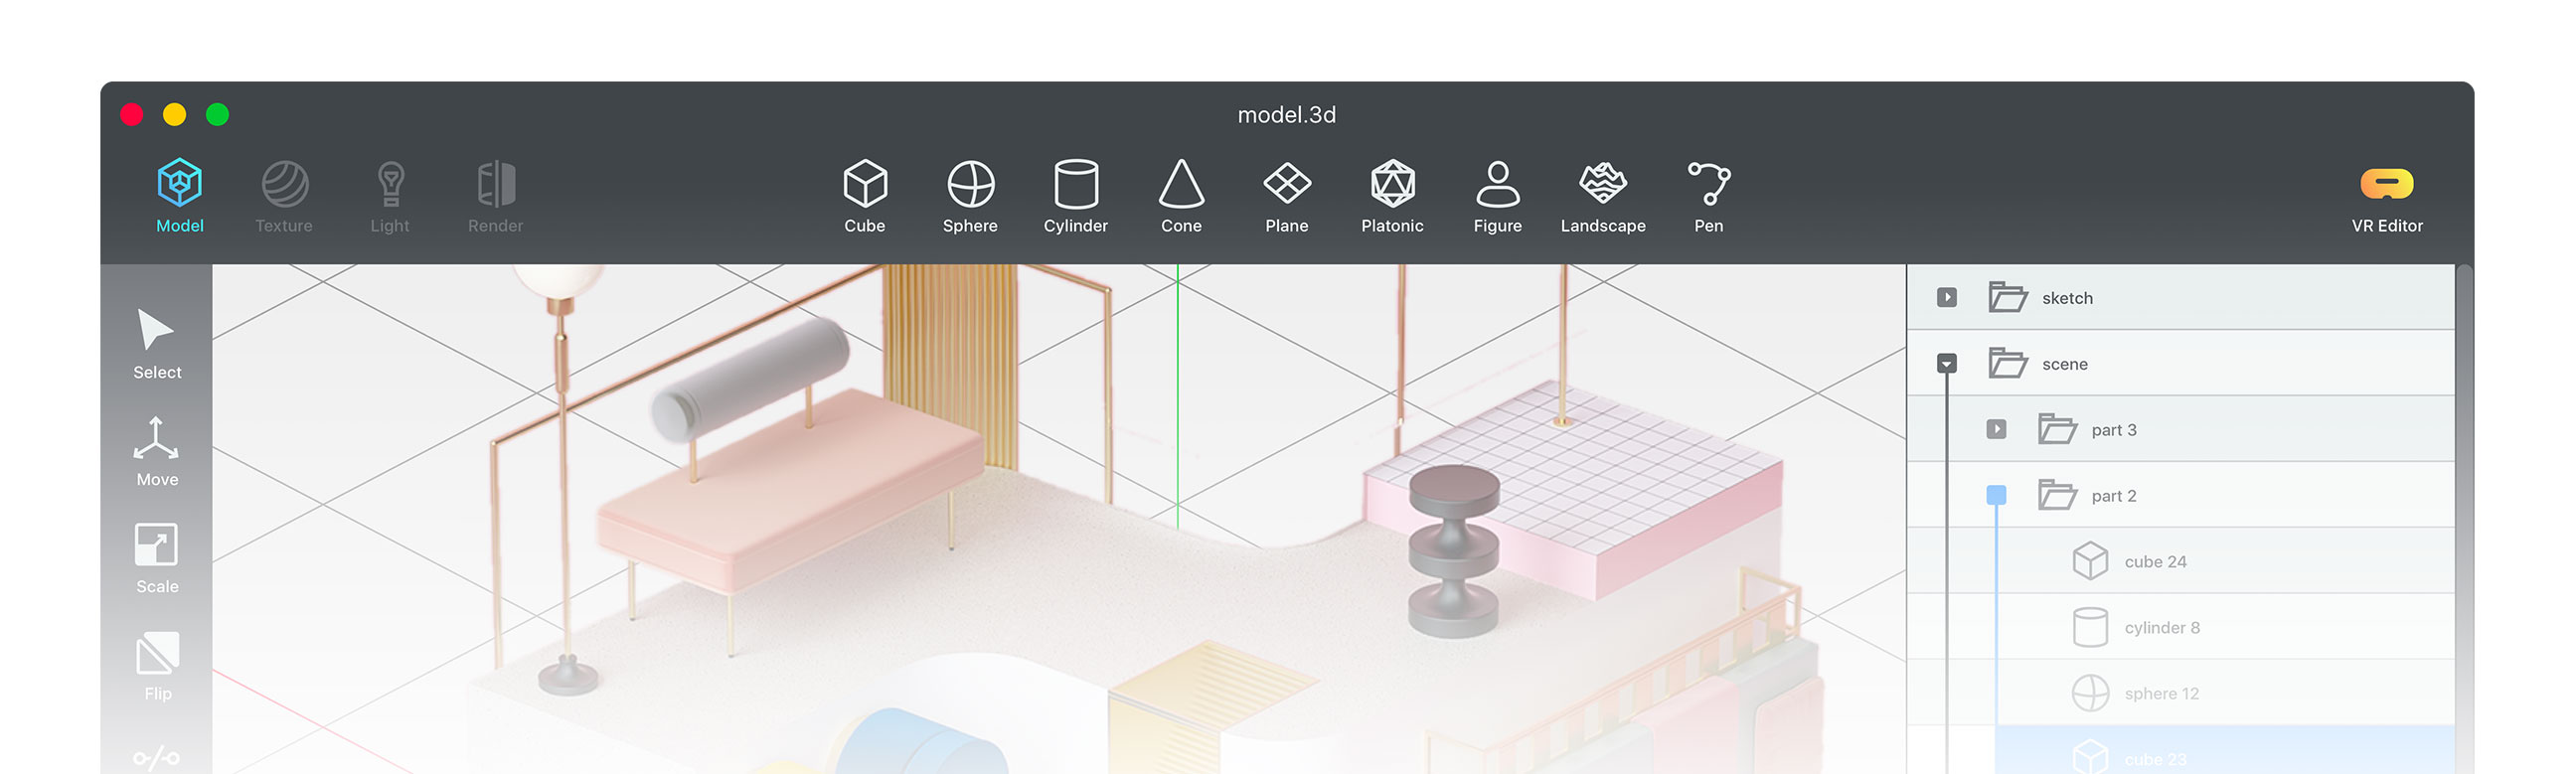 model.3d
Model Texture Light Render Cube Sphere Cylinder Cone Plane Platonic Figure Landscape Pen VR Editor
Select
Move
Scale
Flip
sketch
scene
part 3
part 2
cube 24
cylinder 8
sphere 12
cube 23